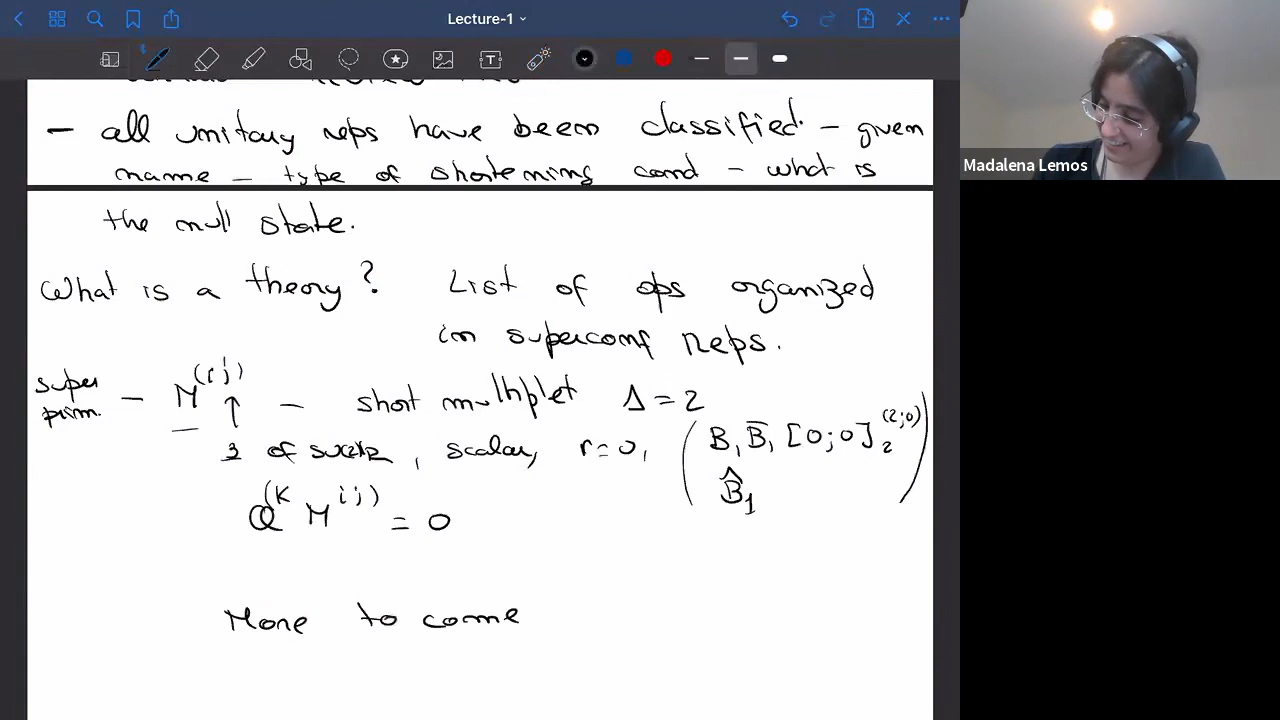 Lecture-1
- all unitary reps have been classified - given
name - type of shortening cond - what is
the null state.
What is a theory? List of ops organized
in superconf reps.
super prim. - M^(ij) - short multiplet Δ = 2
3 of SU(2)_R, scalar, r=0, (B₁ B̄₁ [0;0]₂^(2;0)
B̂₁)
Q^(k M^ij) = 0
More to come
Madalena Lemos